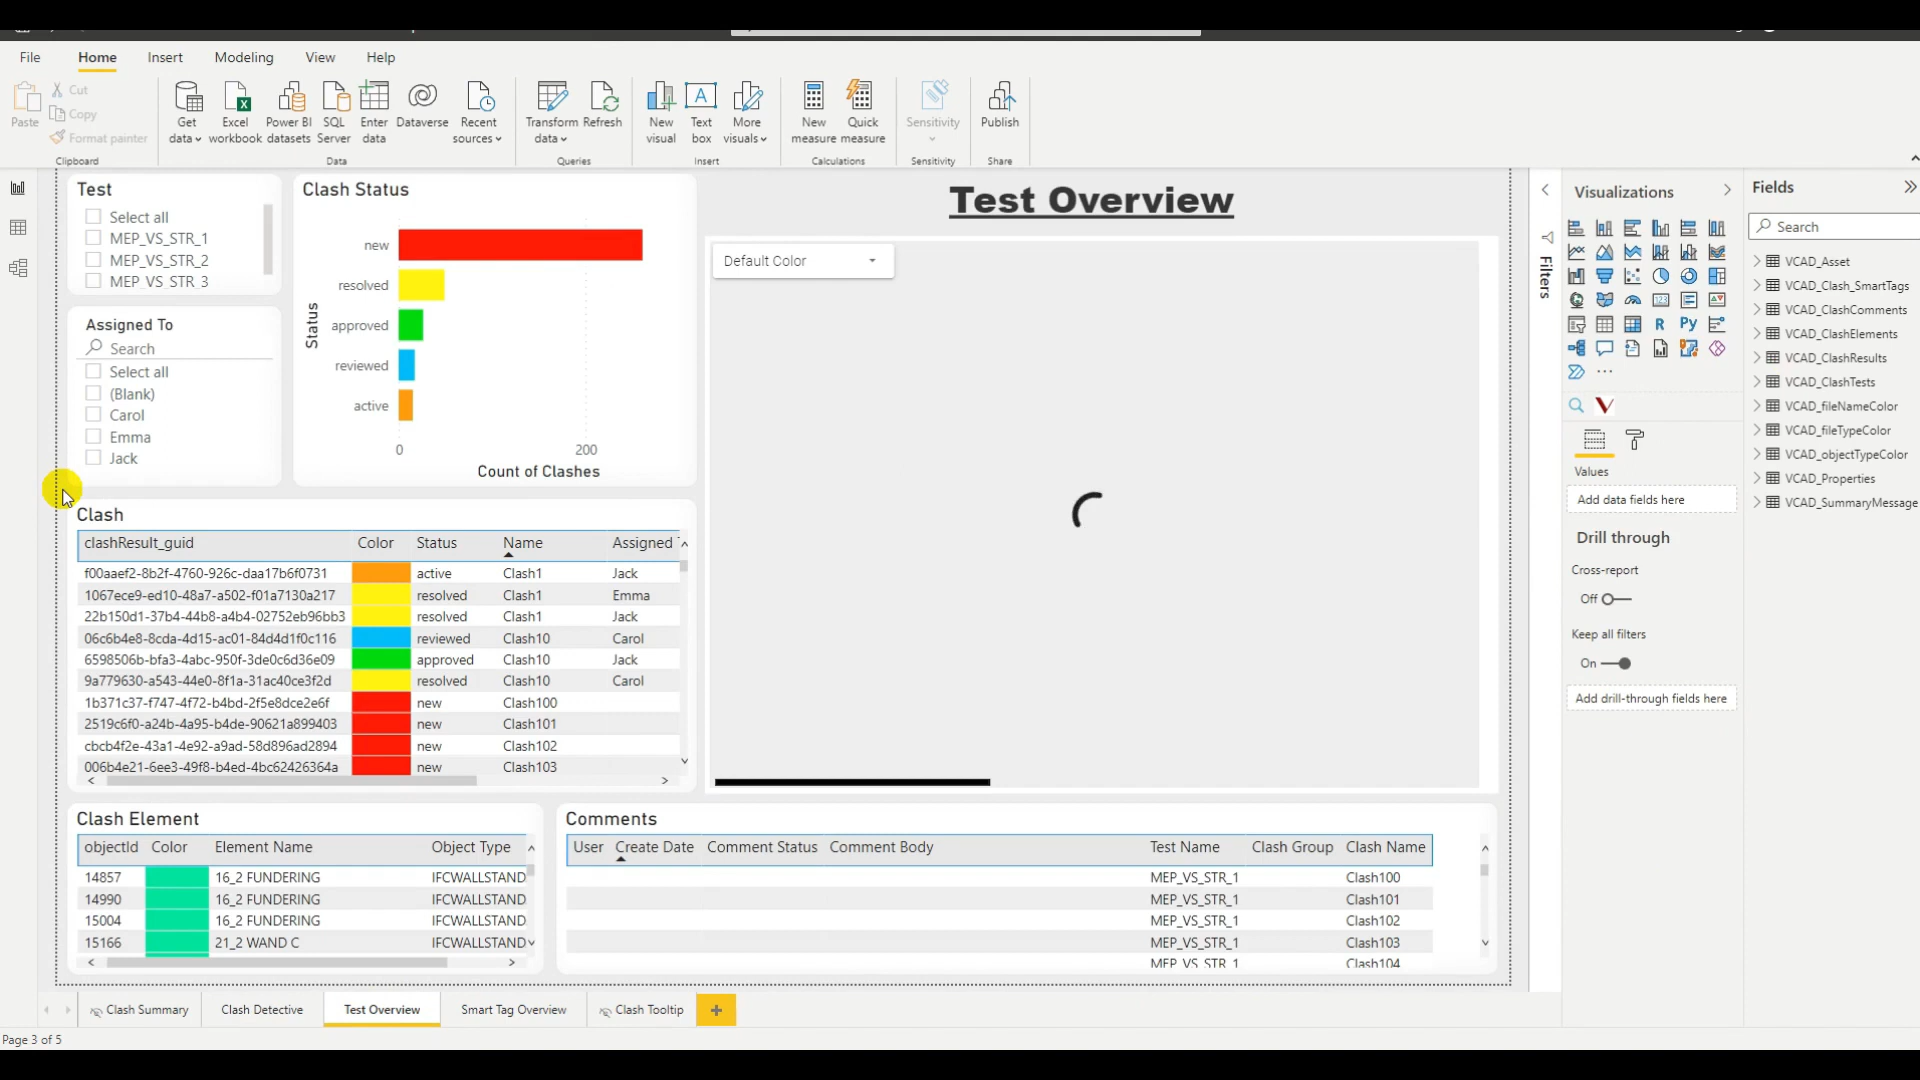 File Home Insert Modeling View Help
Paste Cut Copy Format painter
Get data Excel workbook Power BI datasets SQL Server Enter data Dataverse Recent sources Transform data Refresh New visual Text box More visuals New measure Quick measure Sensitivity Publish
Clipboard Data Queries Insert Calculations Sensitivity Share
Test
Select all
MEP_VS_STR_1
MEP_VS_STR_2
MEP_VS_STR_3
Assigned To
Search
Select all
(Blank)
Carol
Emma
Jack
Clash Status
Status
new
resolved
approved
reviewed
active
0 200
Count of Clashes
Test Overview
Default Color
Clash
clashResult_guid Color Status Name Assigned
f00aaef2-8b2f-4760-926c-daa17b6f0731 active Clash1 Jack
1067ece9-ed10-48a7-a502-f01a7130a217 resolved Clash1 Emma
22b150d1-37b4-44b8-a4b4-02752eb96bb3 resolved Clash1 Jack
06c6b4e8-8cda-4d15-ac01-84d4d1f0c116 reviewed Clash10 Carol
6598506b-bfa3-4abc-950f-3de0c6d36e09 approved Clash10 Jack
9a779630-a543-44e0-8f1a-31ac40ce3f2d resolved Clash10 Carol
1b371c37-f747-4f72-b4bd-2f5e8dce2e6f new Clash100
2519c6f0-a24b-4a95-b4de-90621a899403 new Clash101
cbcb4f2e-43a1-4e92-a9ad-58d896ad2894 new Clash102
006b4e21-6ee3-49f8-b4ed-4bc62426364a new Clash103
Clash Element
objectId Color Element Name Object Type
14857 16_2 FUNDERING IFCWALLSTAND
14990 16_2 FUNDERING IFCWALLSTAND
15004 16_2 FUNDERING IFCWALLSTAND
15166 21_2 WAND C IFCWALLSTAND
Comments
User Create Date Comment Status Comment Body Test Name Clash Group Clash Name
MEP_VS_STR_1 Clash100
MEP_VS_STR_1 Clash101
MEP_VS_STR_1 Clash102
MEP_VS_STR_1 Clash103
MEP_VS_STR_1 Clash104
Filters
Visualizations
R Py
123
Values
Add data fields here
Drill through
Cross-report
Off
Keep all filters
On
Add drill-through fields here
Fields
Search
VCAD_Asset
VCAD_Clash_SmartTags
VCAD_ClashComments
VCAD_ClashElements
VCAD_ClashResults
VCAD_ClashTests
VCAD_fileNameColor
VCAD_fileTypeColor
VCAD_objectTypeColor
VCAD_Properties
VCAD_SummaryMessage
Clash Summary Clash Detective Test Overview Smart Tag Overview Clash Tooltip
Page 3 of 5